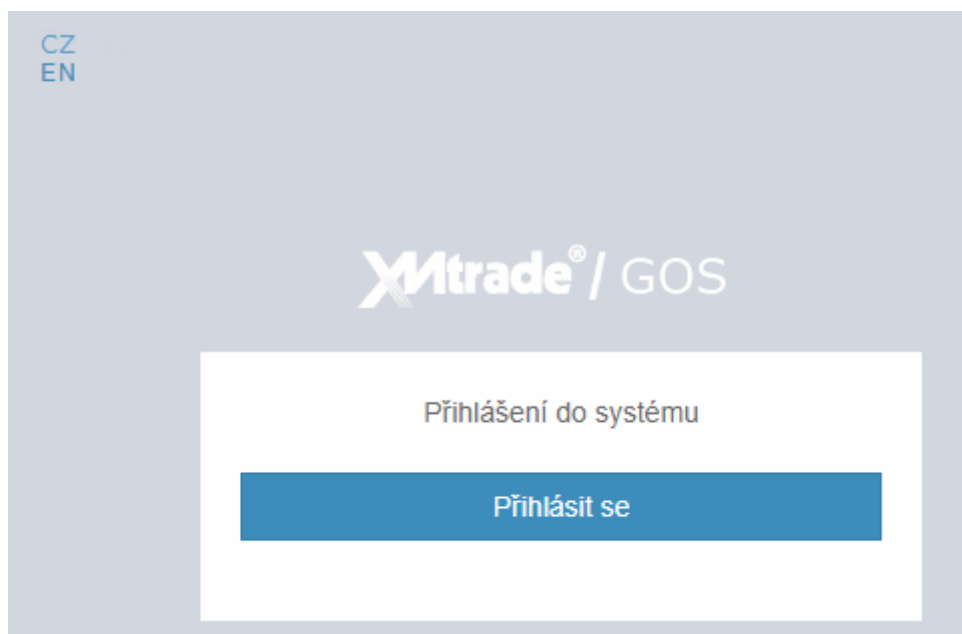 CZ
EN
XMtrade®/ GOS
Přihlášení do systému
Přihlásit se